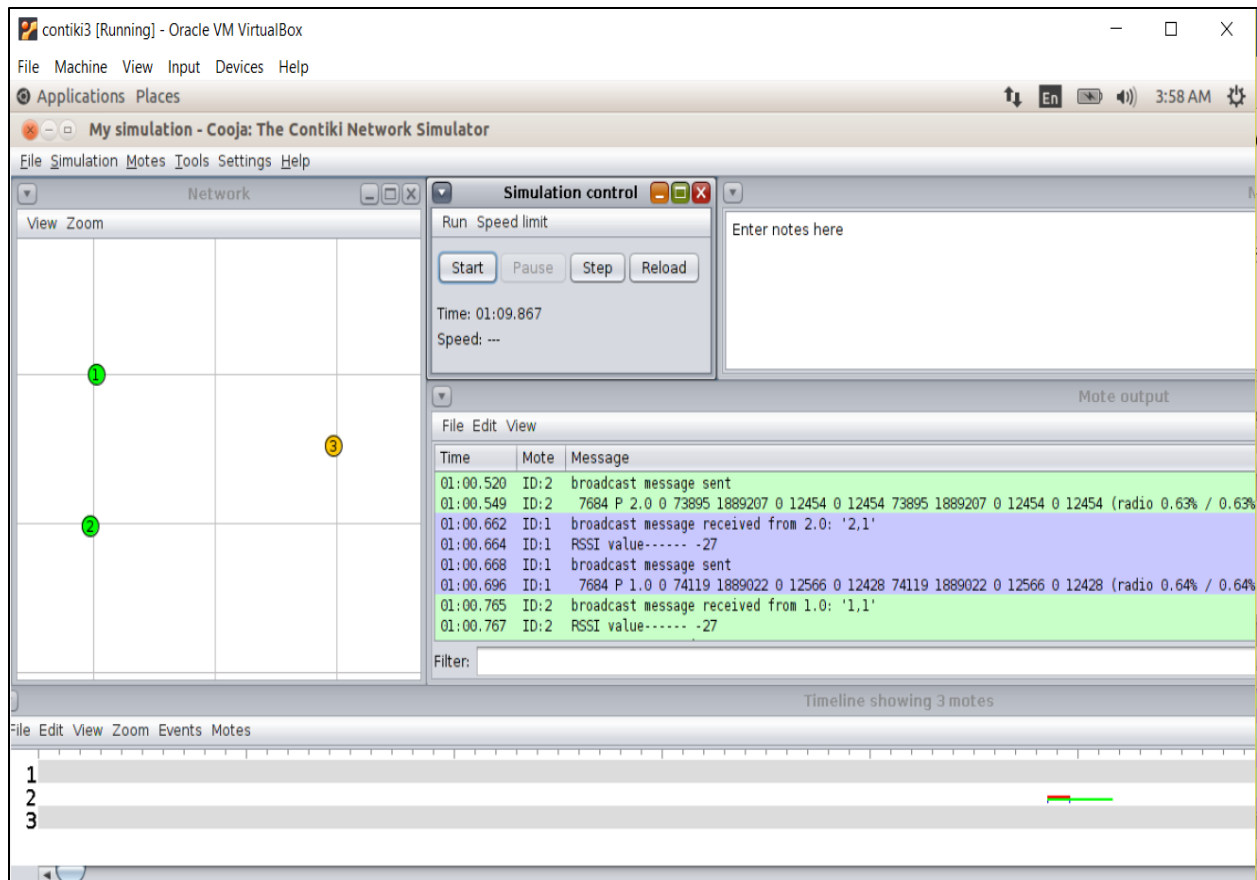 contiki3 [Running] - Oracle VM VirtualBox
File Machine View Input Devices Help
Applications Places
En 3:58 AM
My simulation - Cooja: The Contiki Network Simulator
File Simulation Motes Tools Settings Help
Network
View Zoom
1
3
2
Simulation control
Run Speed limit
Start Pause Step Reload
Time: 01:09.867
Speed: ---
Enter notes here
Mote output
File Edit View
Time Mote Message
01:00.520 ID:2 broadcast message sent
01:00.549 ID:2 7684 P 2.0 0 73895 1889207 0 12454 0 12454 73895 1889207 0 12454 0 12454 (radio 0.63% / 0.63%
01:00.662 ID:1 broadcast message received from 2.0: '2,1'
01:00.664 ID:1 RSSI value------ -27
01:00.668 ID:1 broadcast message sent
01:00.696 ID:1 7684 P 1.0 0 74119 1889022 0 12566 0 12428 74119 1889022 0 12566 0 12428 (radio 0.64% / 0.64%
01:00.765 ID:2 broadcast message received from 1.0: '1,1'
01:00.767 ID:2 RSSI value------ -27
Filter:
Timeline showing 3 motes
File Edit View Zoom Events Motes
1
2
3